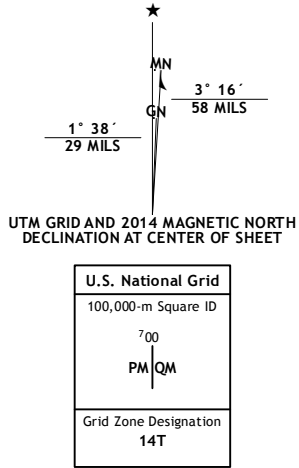 ★
MN
3° 16´
58 MILS
GN
1° 38´
29 MILS
UTM GRID AND 2014 MAGNETIC NORTH
DECLINATION AT CENTER OF SHEET
U.S. National Grid
100,000-m Square ID
⁷00
PM QM
Grid Zone Designation
14T